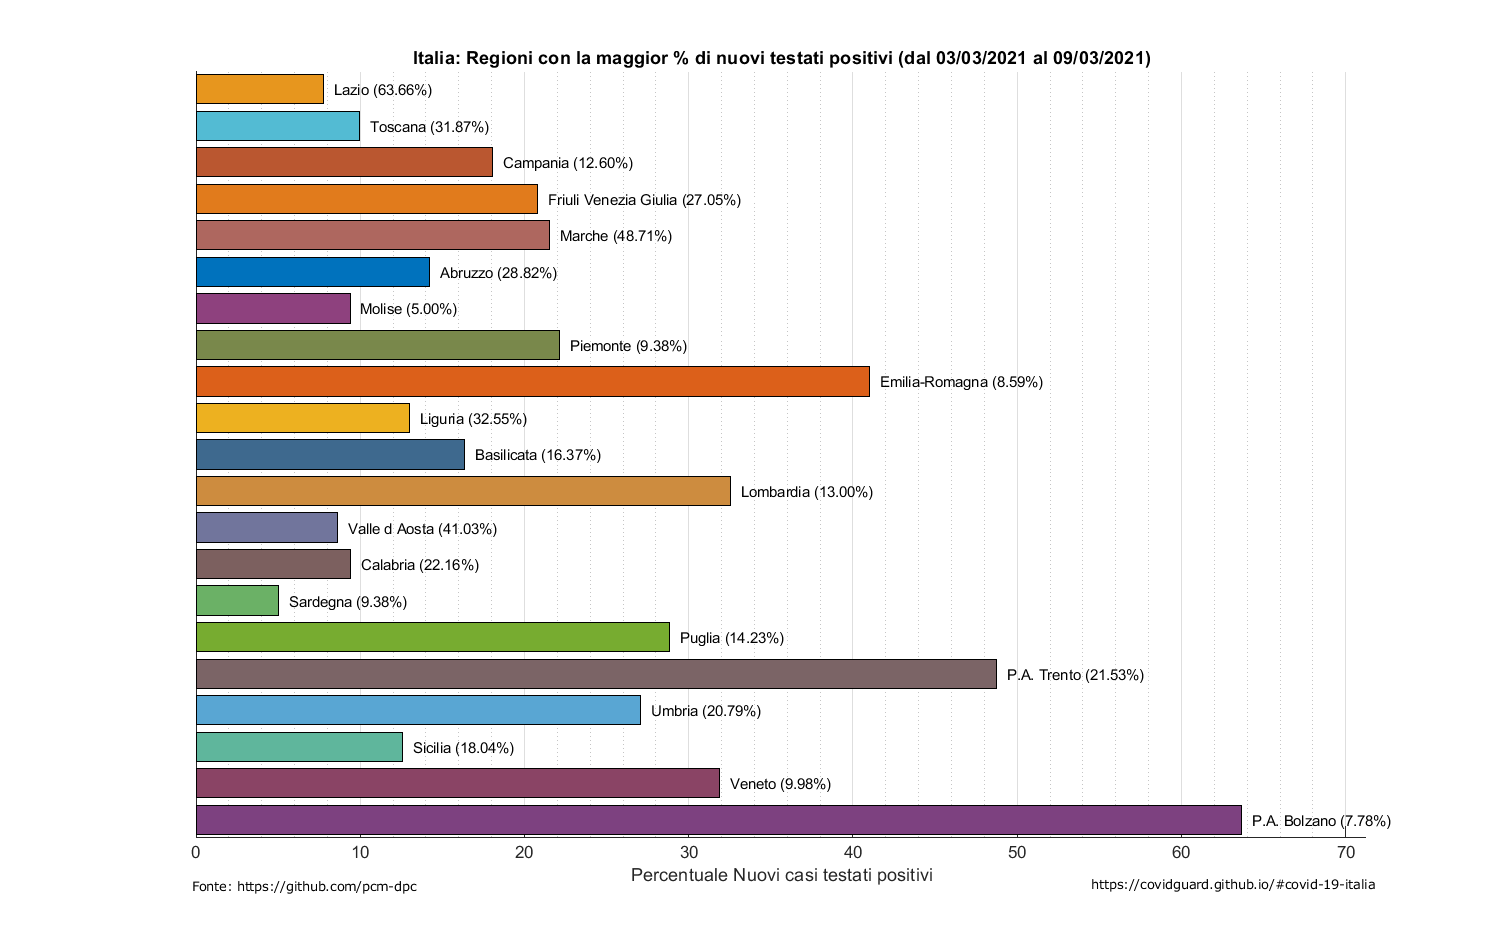 Italia: Regioni con la maggior % di nuovi testati positivi (dal 03/03/2021 al 09/03/2021)
Lazio (63.66%)
Toscana (31.87%)
Campania (12.60%)
Friuli Venezia Giulia (27.05%)
Marche (48.71%)
Abruzzo (28.82%)
Molise (5.00%)
Piemonte (9.38%)
Emilia-Romagna (8.59%)
Liguria (32.55%)
Basilicata (16.37%)
Lombardia (13.00%)
Valle d Aosta (41.03%)
Calabria (22.16%)
Sardegna (9.38%)
Puglia (14.23%)
P.A. Trento (21.53%)
Umbria (20.79%)
Sicilia (18.04%)
Veneto (9.98%)
P.A. Bolzano (7.78%)
0 10 20 30 40 50 60 70
Percentuale Nuovi casi testati positivi
Fonte: https://github.com/pcm-dpc
https://covidguard.github.io/#covid-19-italia